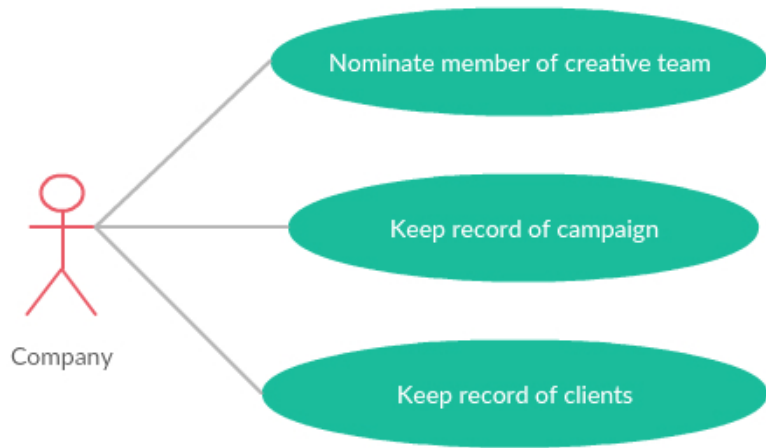 Nominate member of creative team
Keep record of campaign
Company
Keep record of clients